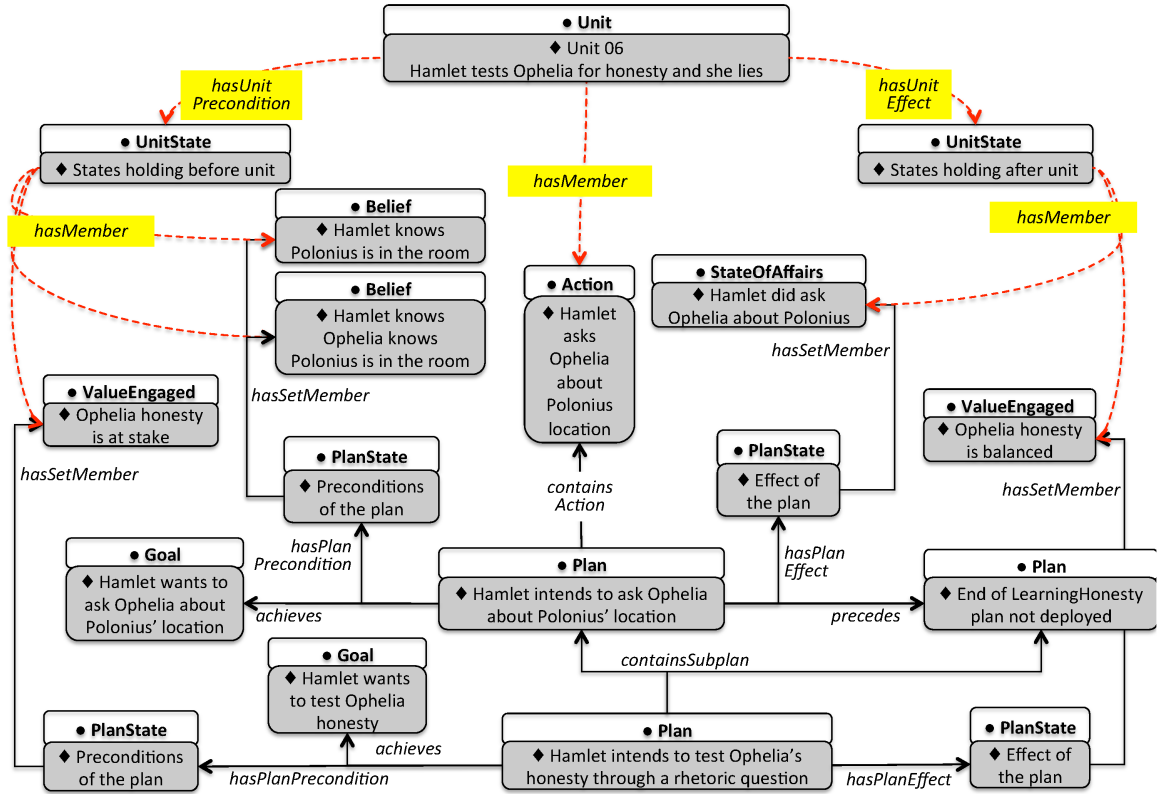 ● Unit
◆ Unit 06
Hamlet tests Ophelia for honesty and she lies
hasUnit
Precondition
hasUnit
Effect
● UnitState
◆ States holding before unit
● UnitState
◆ States holding after unit
hasMember
hasMember
hasMember
● Belief
◆ Hamlet knows
Polonius is in the room
● Belief
◆ Hamlet knows
Ophelia knows
Polonius is in the room
● Action
◆ Hamlet
asks
Ophelia
about
Polonius
location
● StateOfAffairs
◆ Hamlet did ask
Ophelia about Polonius
hasSetMember
hasSetMember
● ValueEngaged
◆ Ophelia honesty
is at stake
hasSetMember
● ValueEngaged
◆ Ophelia honesty
is balanced
hasSetMember
● PlanState
◆ Preconditions
of the plan
contains
Action
● PlanState
◆ Effect of
the plan
hasPlan
Precondition
hasPlan
Effect
● Goal
◆ Hamlet wants to
ask Ophelia about
Polonius’ location
achieves
● Plan
◆ Hamlet intends to ask Ophelia
about Polonius’ location
precedes
● Plan
◆ End of LearningHonesty
plan not deployed
containsSubplan
● Goal
◆ Hamlet wants
to test Ophelia
honesty
achieves
● PlanState
◆ Preconditions
of the plan
hasPlanPrecondition
● Plan
◆ Hamlet intends to test Ophelia’s
honesty through a rhetoric question
hasPlanEffect
● PlanState
◆ Effect of
the plan